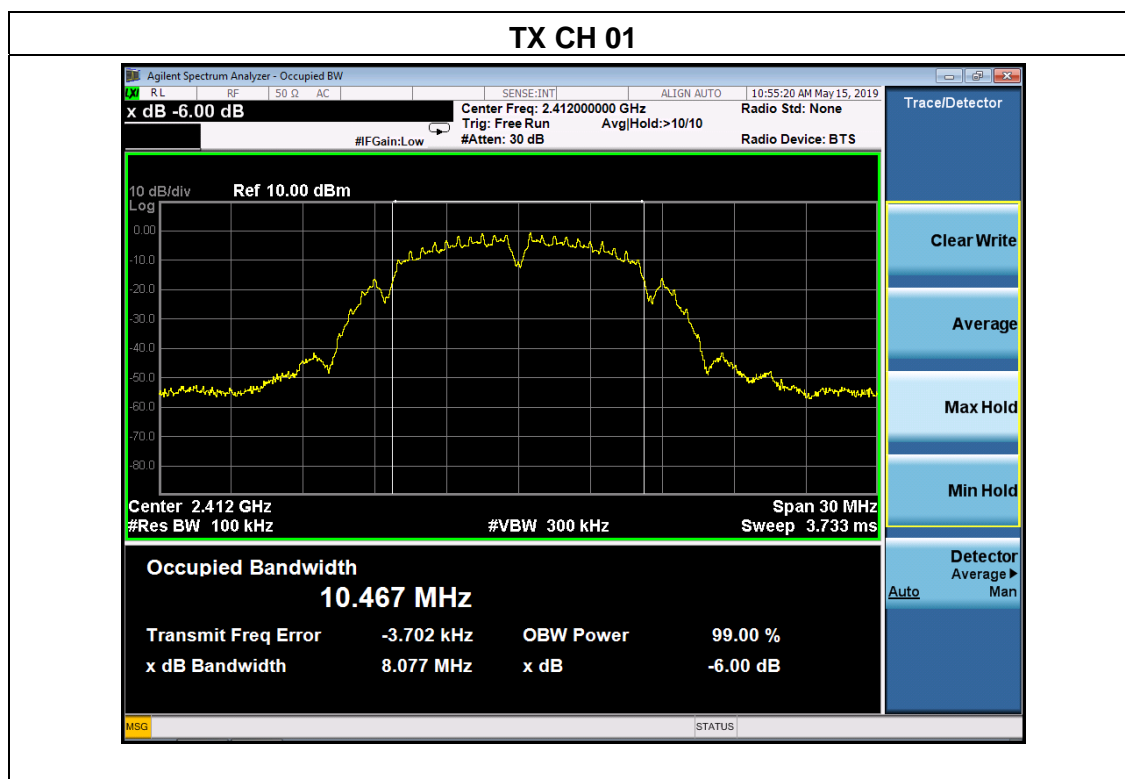 TX CH 01
Agilent Spectrum Analyzer - Occupied BW
LXI RL RF 50 Ω AC SENSE:INT ALIGN AUTO 10:55:20 AM May 15, 2019
x dB -6.00 dB
Center Freq: 2.412000000 GHz Radio Std: None
Trig: Free Run Avg|Hold:>10/10
#IFGain:Low #Atten: 30 dB Radio Device: BTS
10 dB/div Ref 10.00 dBm
Log
0.00
-10.0
-20.0
-30.0
-40.0
-50.0
-60.0
-70.0
-80.0
Center 2.412 GHz Span 30 MHz
#Res BW 100 kHz #VBW 300 kHz Sweep 3.733 ms
Occupied Bandwidth
10.467 MHz
Transmit Freq Error -3.702 kHz OBW Power 99.00 %
x dB Bandwidth 8.077 MHz x dB -6.00 dB
MSG STATUS
Trace/Detector
Clear Write
Average
Max Hold
Min Hold
Detector
Average▶
Auto Man